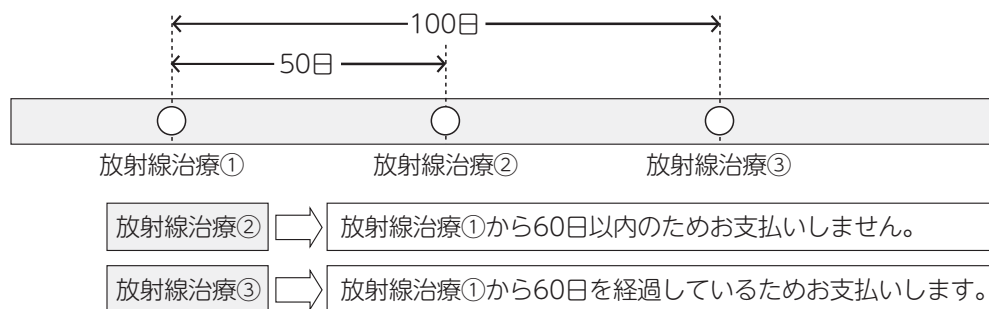 100日
50日
放射線治療① 放射線治療② 放射線治療③
放射線治療② 放射線治療①から60日以内のためお支払いしません。
放射線治療③ 放射線治療①から60日を経過しているためお支払いします。